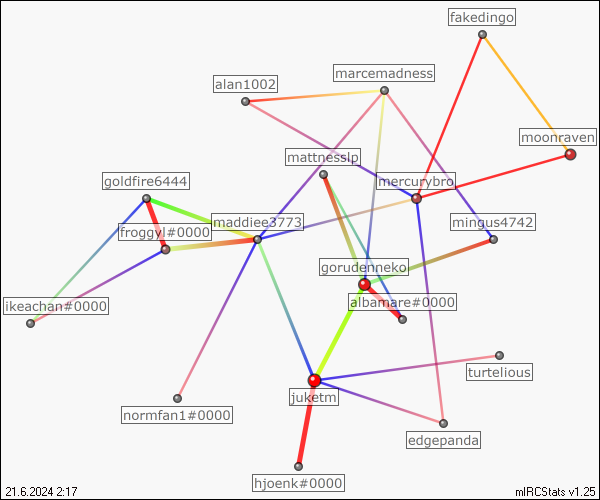 fakedingo
marcemadness
alan1002
moonraven
mattnesslp
mercurybro
goldfire6444
maddiee3773
mingus4742
froggyl#0000
gorudenneko
ikeachan#0000
albamare#0000
turtelious
juketm
normfan1#0000
edgepanda
hjoenk#0000
21.6.2024 2:17
mIRCStats v1.25